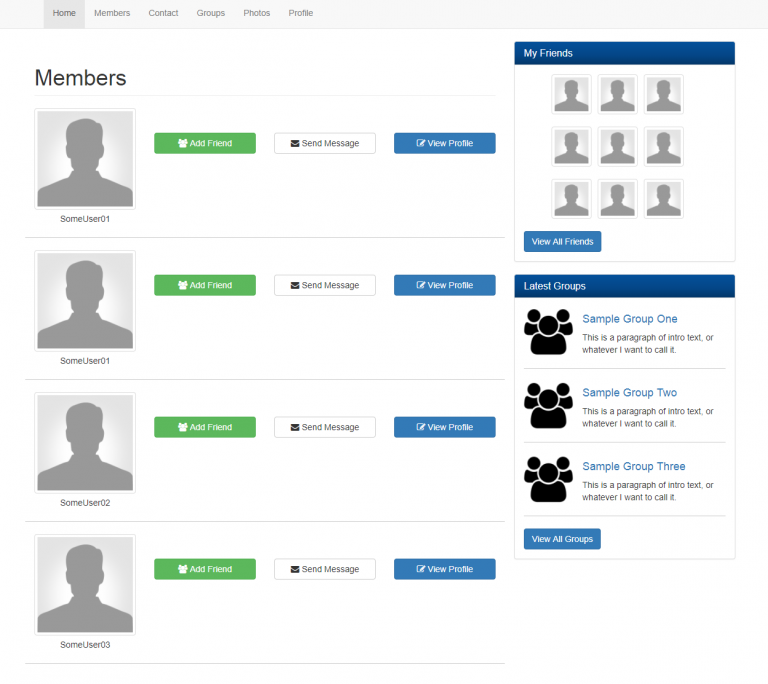 Home Members Contact Groups Photos Profile
Members
Add Friend Send Message View Profile
SomeUser01
Add Friend Send Message View Profile
SomeUser01
Add Friend Send Message View Profile
SomeUser02
Add Friend Send Message View Profile
SomeUser03
My Friends
View All Friends
Latest Groups
Sample Group One
This is a paragraph of intro text, or
whatever I want to call it.
Sample Group Two
This is a paragraph of intro text, or
whatever I want to call it.
Sample Group Three
This is a paragraph of intro text, or
whatever I want to call it.
View All Groups